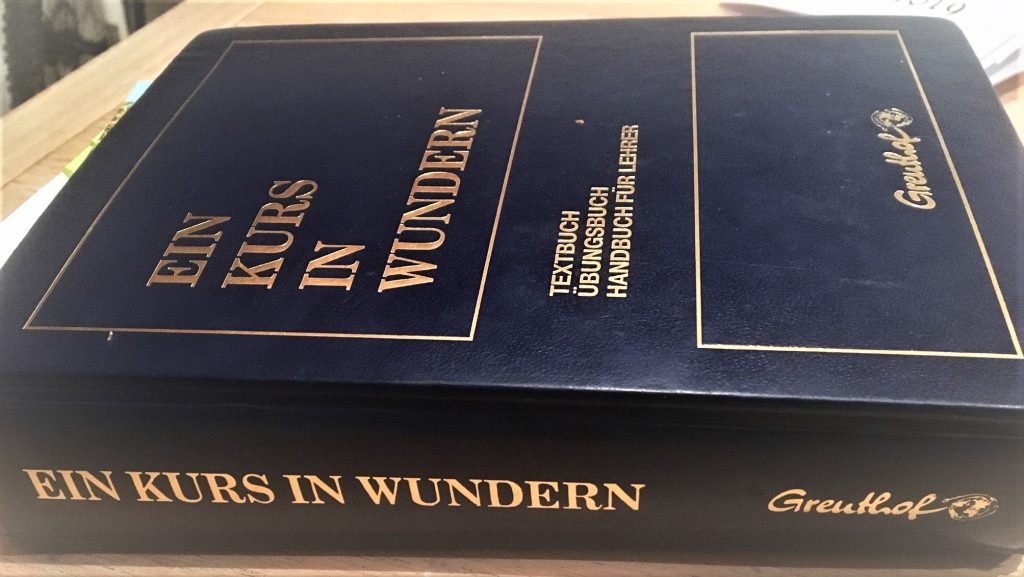 EIN
KURS
IN
WUNDERN
TEXTBUCH
ÜBUNGSBUCH
HANDBUCH FÜR LEHRER
Greuthof
EIN KURS IN WUNDERN
Greuthof